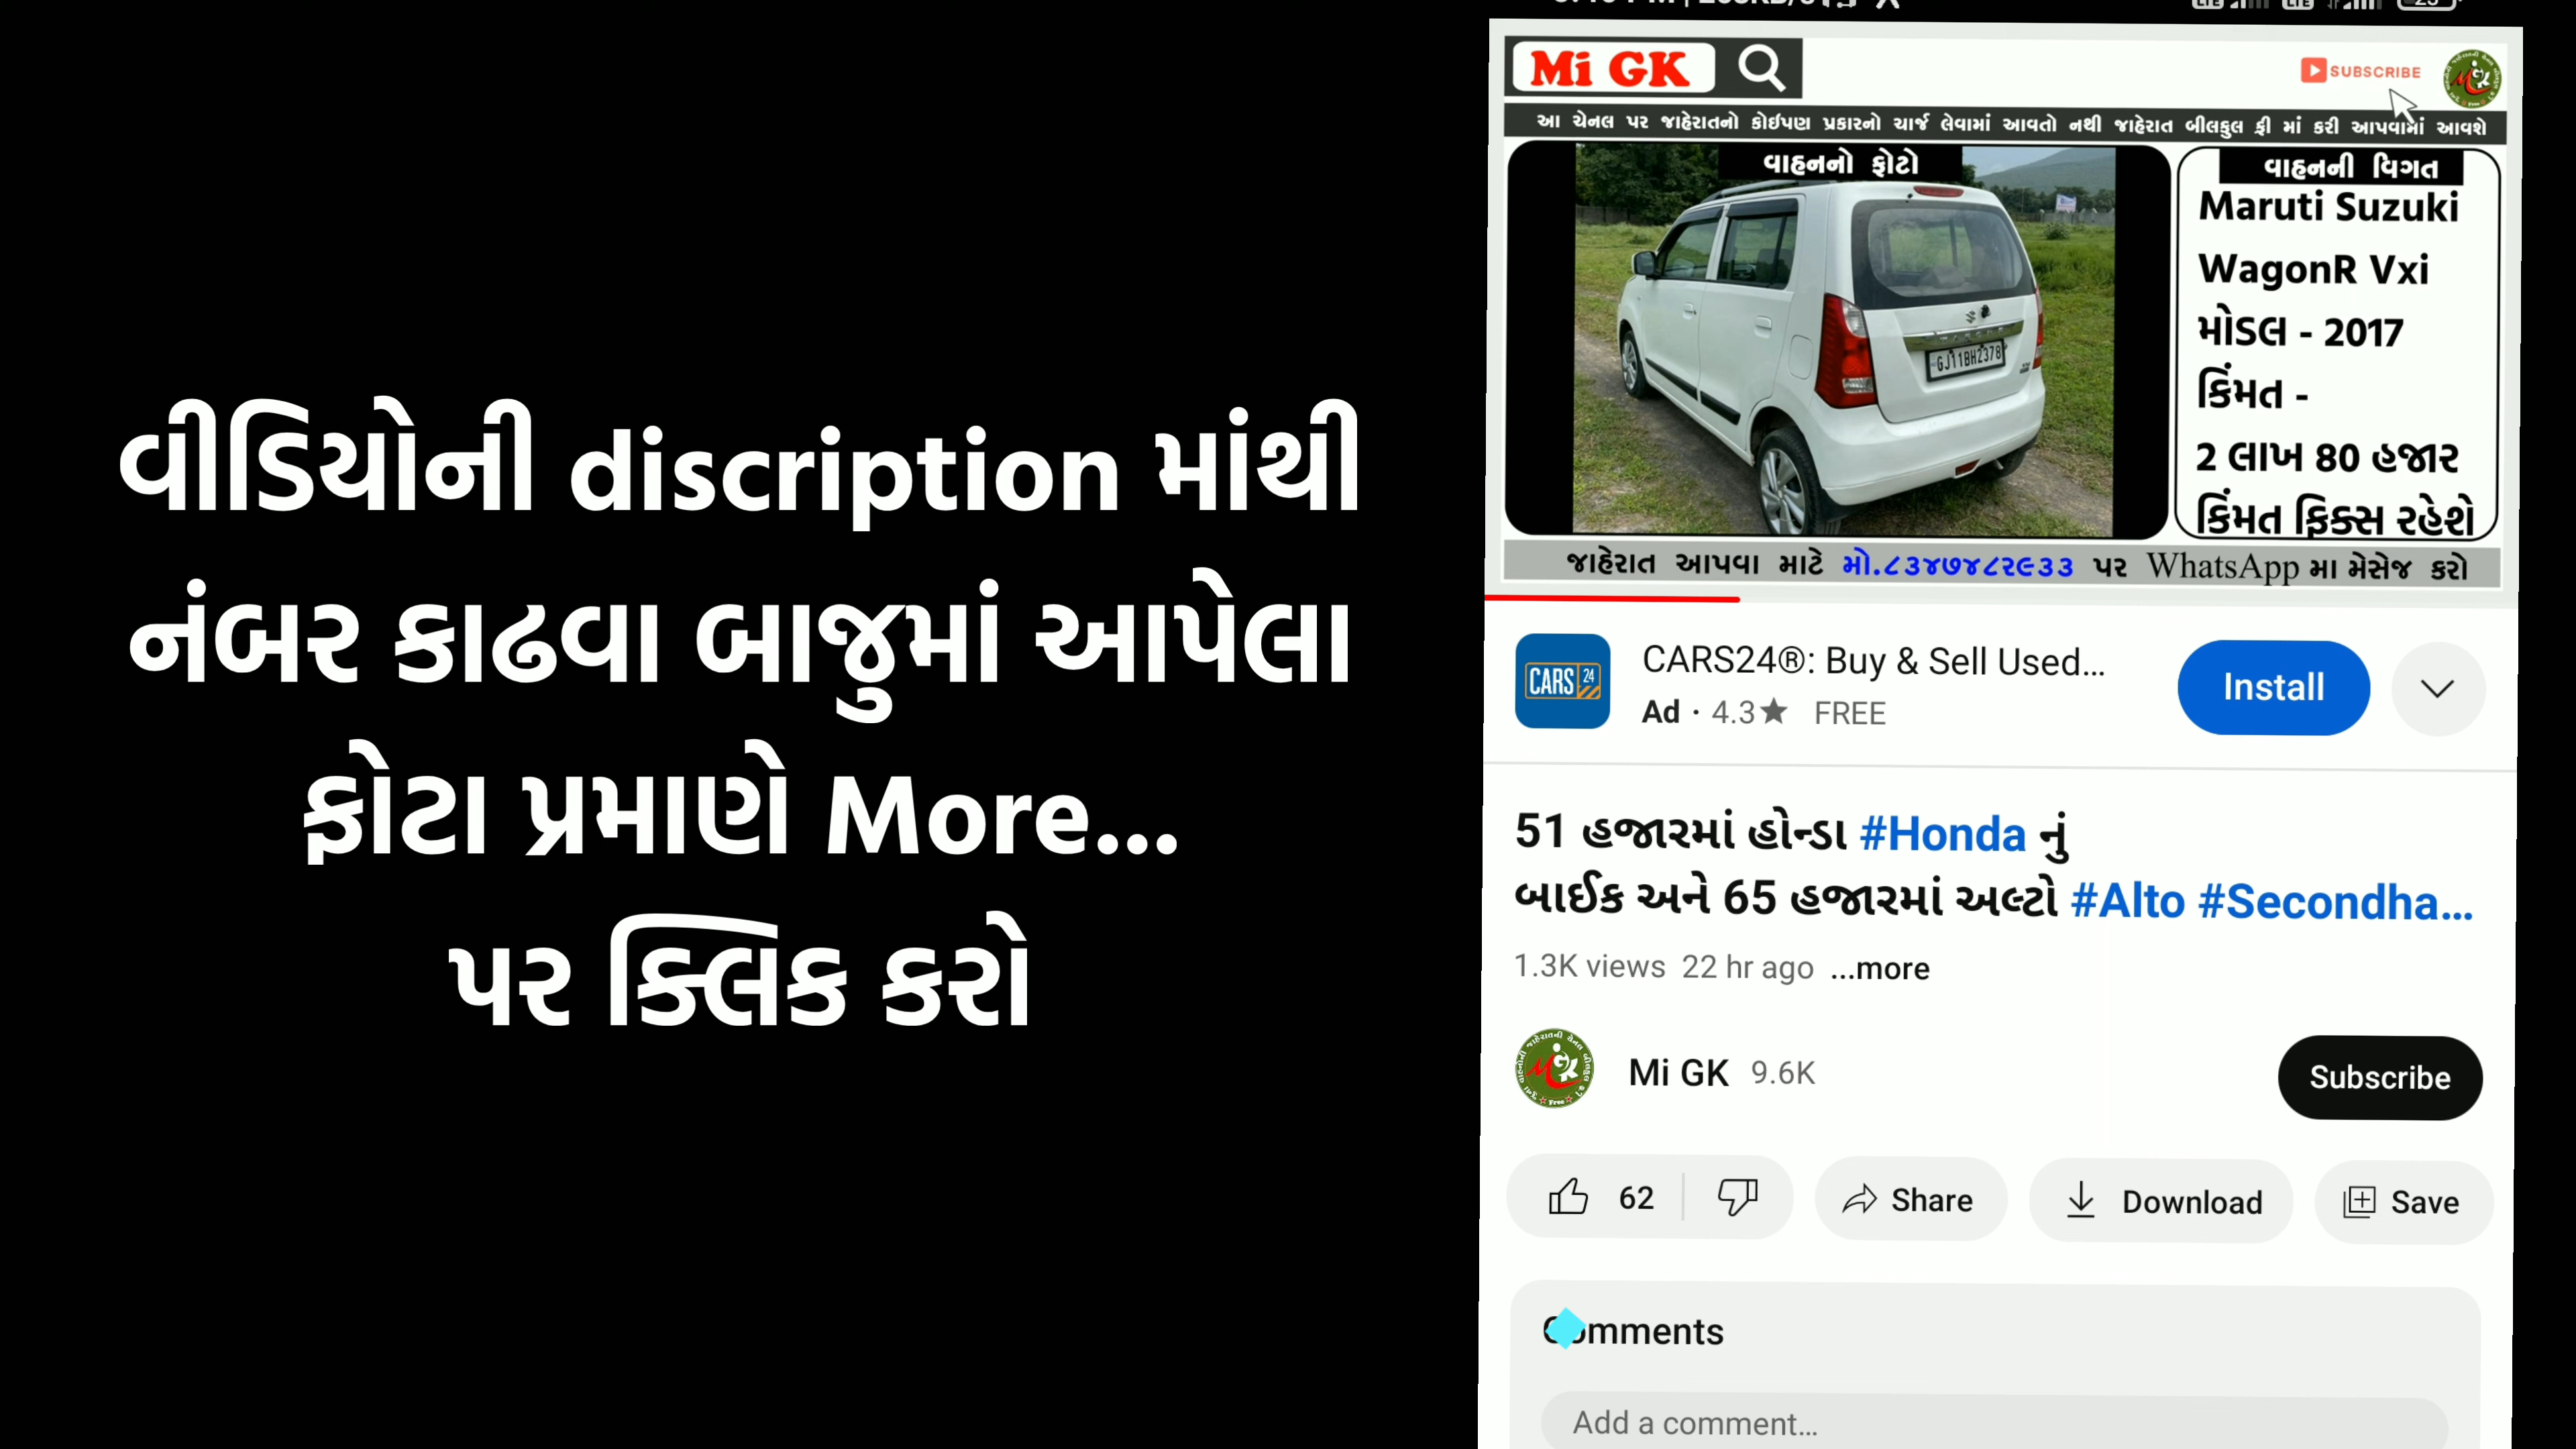 વીડિયોની discription માંથી
નંબર કાઢવા બાજુમાં આપેલા
ફોટા પ્રમાણે More...
પર ક્લિક કરો
Mi GK
SUBSCRIBE
આ ચેનલ પર જાહેરાતનો કોઈપણ પ્રકારનો ચાર્જ લેવામાં આવતો નથી જાહેરાત બીલકુલ ફ્રી માં કરી આપવામાં આવશે
વાહનનો ફોટો
GJ11BH2378
વાહનની વિગત
Maruti Suzuki
WagonR Vxi
મોડલ - 2017
કિંમત -
2 લાખ 80 હજાર
કિંમત ફિક્સ રહેશે
જાહેરાત આપવા માટે મો.૮૩૪૭૪૮૨૯૩૩ પર WhatsApp મા મેસેજ કરો
CARS24
CARS24®: Buy & Sell Used...
Ad · 4.3★ FREE
Install
51 હજારમાં હોન્ડા #Honda નું
બાઈક અને 65 હજારમાં અલ્ટો #Alto #Secondha...
1.3K views 22 hr ago ...more
Mi GK 9.6K
Subscribe
62
Share
Download
Save
Comments
Add a comment...